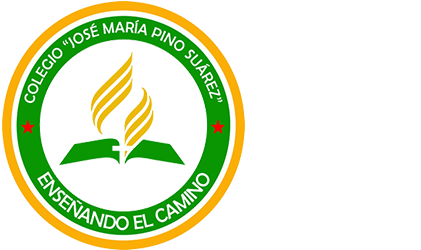 COLEGIO "JOSÉ MARÍA PINO SUÁREZ"
ENSEÑANDO EL CAMINO